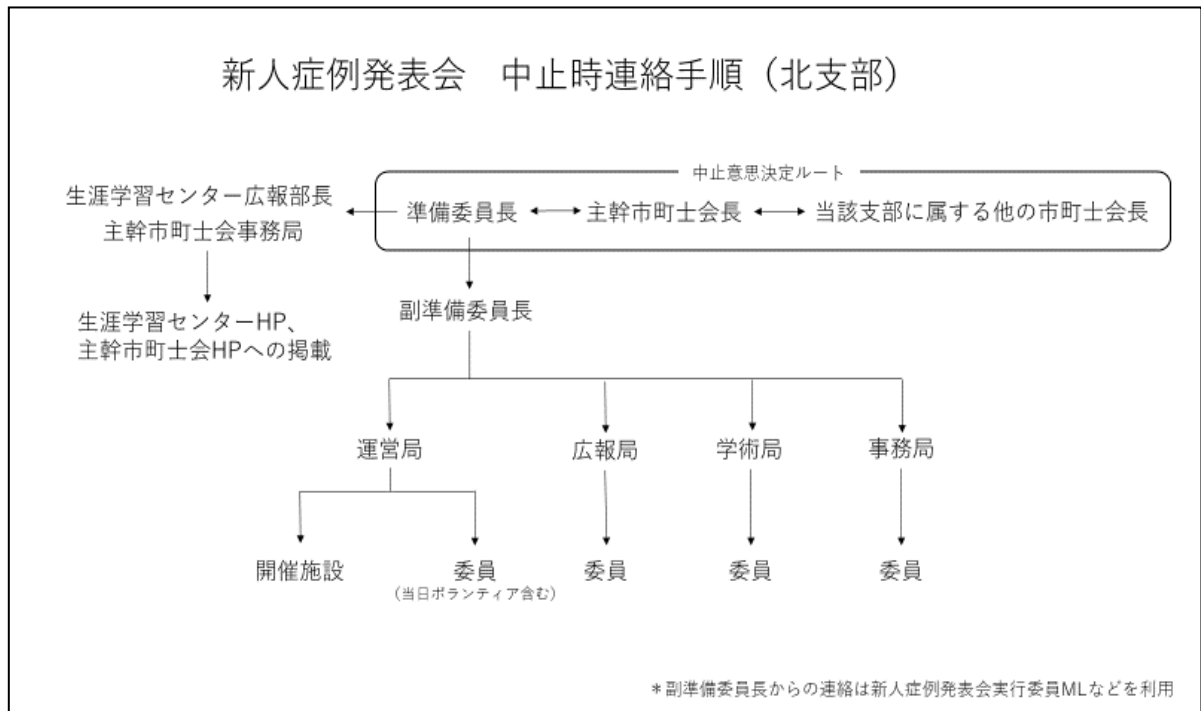 新人症例発表会　中止時連絡手順（北支部）
中止意思決定ルート
生涯学習センター広報部長
主幹市町士会事務局
準備委員長
主幹市町士会長
当該支部に属する他の市町士会長
生涯学習センターHP、
主幹市町士会HPへの掲載
副準備委員長
運営局
広報局
学術局
事務局
開催施設
委員
（当日ボランティア含む）
委員
委員
委員
＊副準備委員長からの連絡は新人症例発表会実行委員MLなどを利用